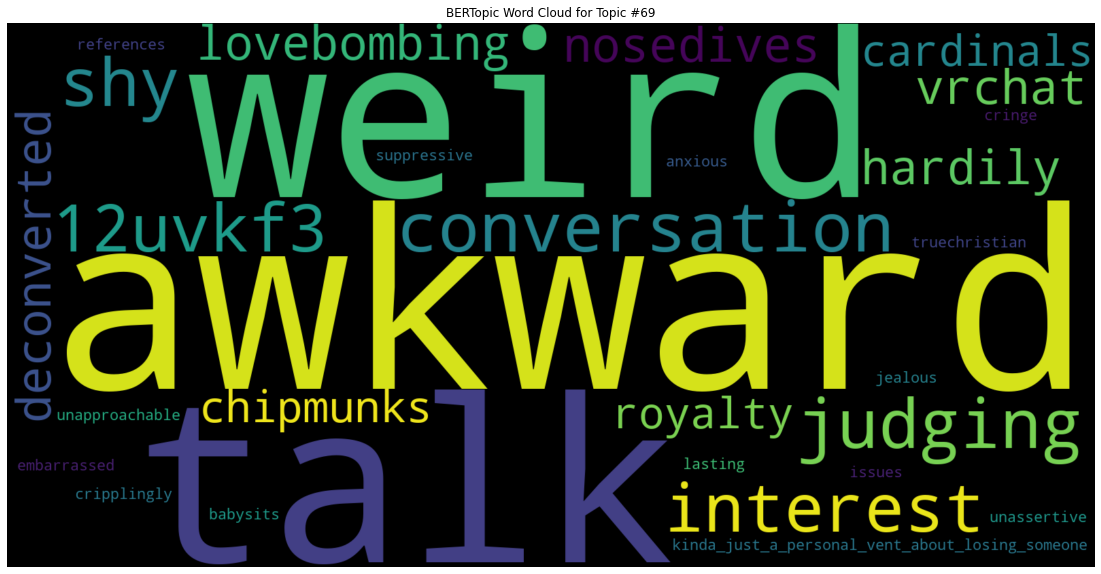 BERTopic Word Cloud for Topic #69
references
lovebombing
nosedives
cardinals
shy
weird
vrchat
cringe
deconverted
suppressive
anxious
hardily
12uvkf3
conversation
truechristian
awkward
jealous
unapproachable
chipmunks
talk
royalty
judging
embarrassed
lasting
issues
cripplingly
babysits
interest
unassertive
kinda_just_a_personal_vent_about_losing_someone